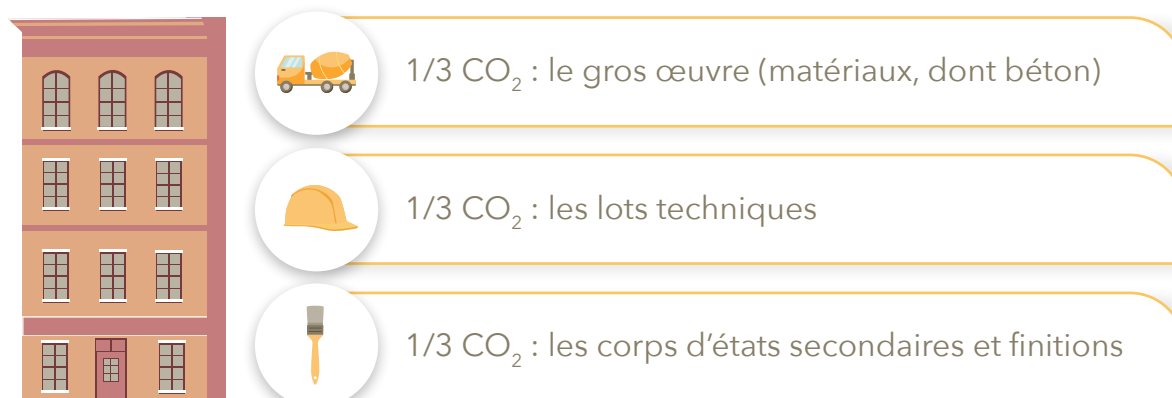 1/3 CO₂ : le gros œuvre (matériaux, dont béton)
1/3 CO₂ : les lots techniques
1/3 CO₂ : les corps d’états secondaires et finitions